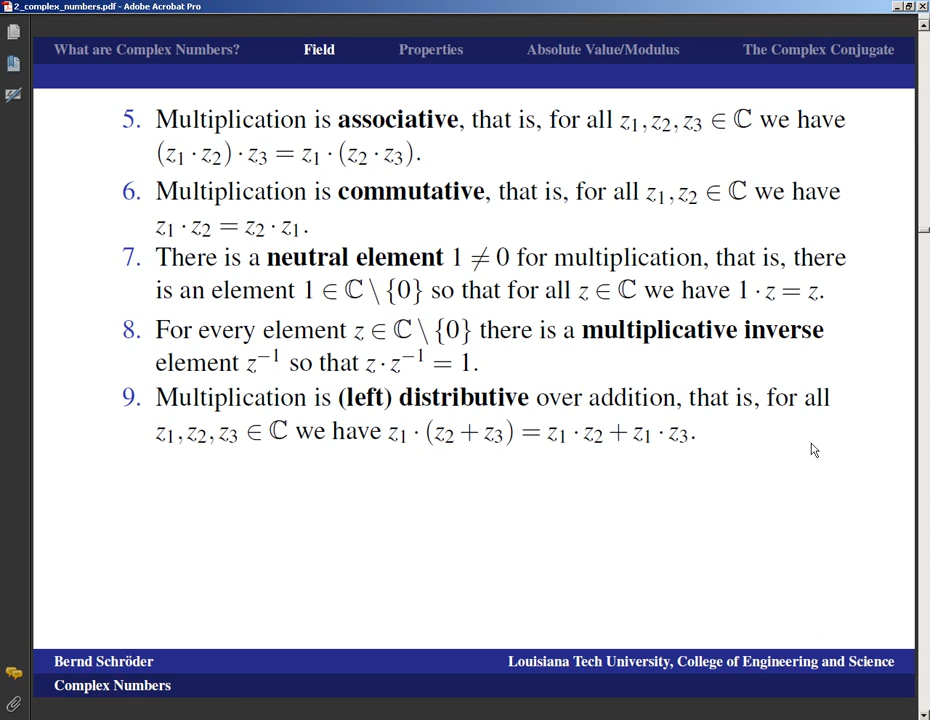 2_complex_numbers.pdf - Adobe Acrobat Pro
What are Complex Numbers? Field Properties Absolute Value/Modulus The Complex Conjugate
5. Multiplication is associative, that is, for all z₁, z₂, z₃ ∈ ℂ we have
(z₁ · z₂) · z₃ = z₁ · (z₂ · z₃).
6. Multiplication is commutative, that is, for all z₁, z₂ ∈ ℂ we have
z₁ · z₂ = z₂ · z₁.
7. There is a neutral element 1 ≠ 0 for multiplication, that is, there
is an element 1 ∈ ℂ \ {0} so that for all z ∈ ℂ we have 1 · z = z.
8. For every element z ∈ ℂ \ {0} there is a multiplicative inverse
element z⁻¹ so that z · z⁻¹ = 1.
9. Multiplication is (left) distributive over addition, that is, for all
z₁, z₂, z₃ ∈ ℂ we have z₁ · (z₂ + z₃) = z₁ · z₂ + z₁ · z₃.
Bernd Schröder Louisiana Tech University, College of Engineering and Science
Complex Numbers